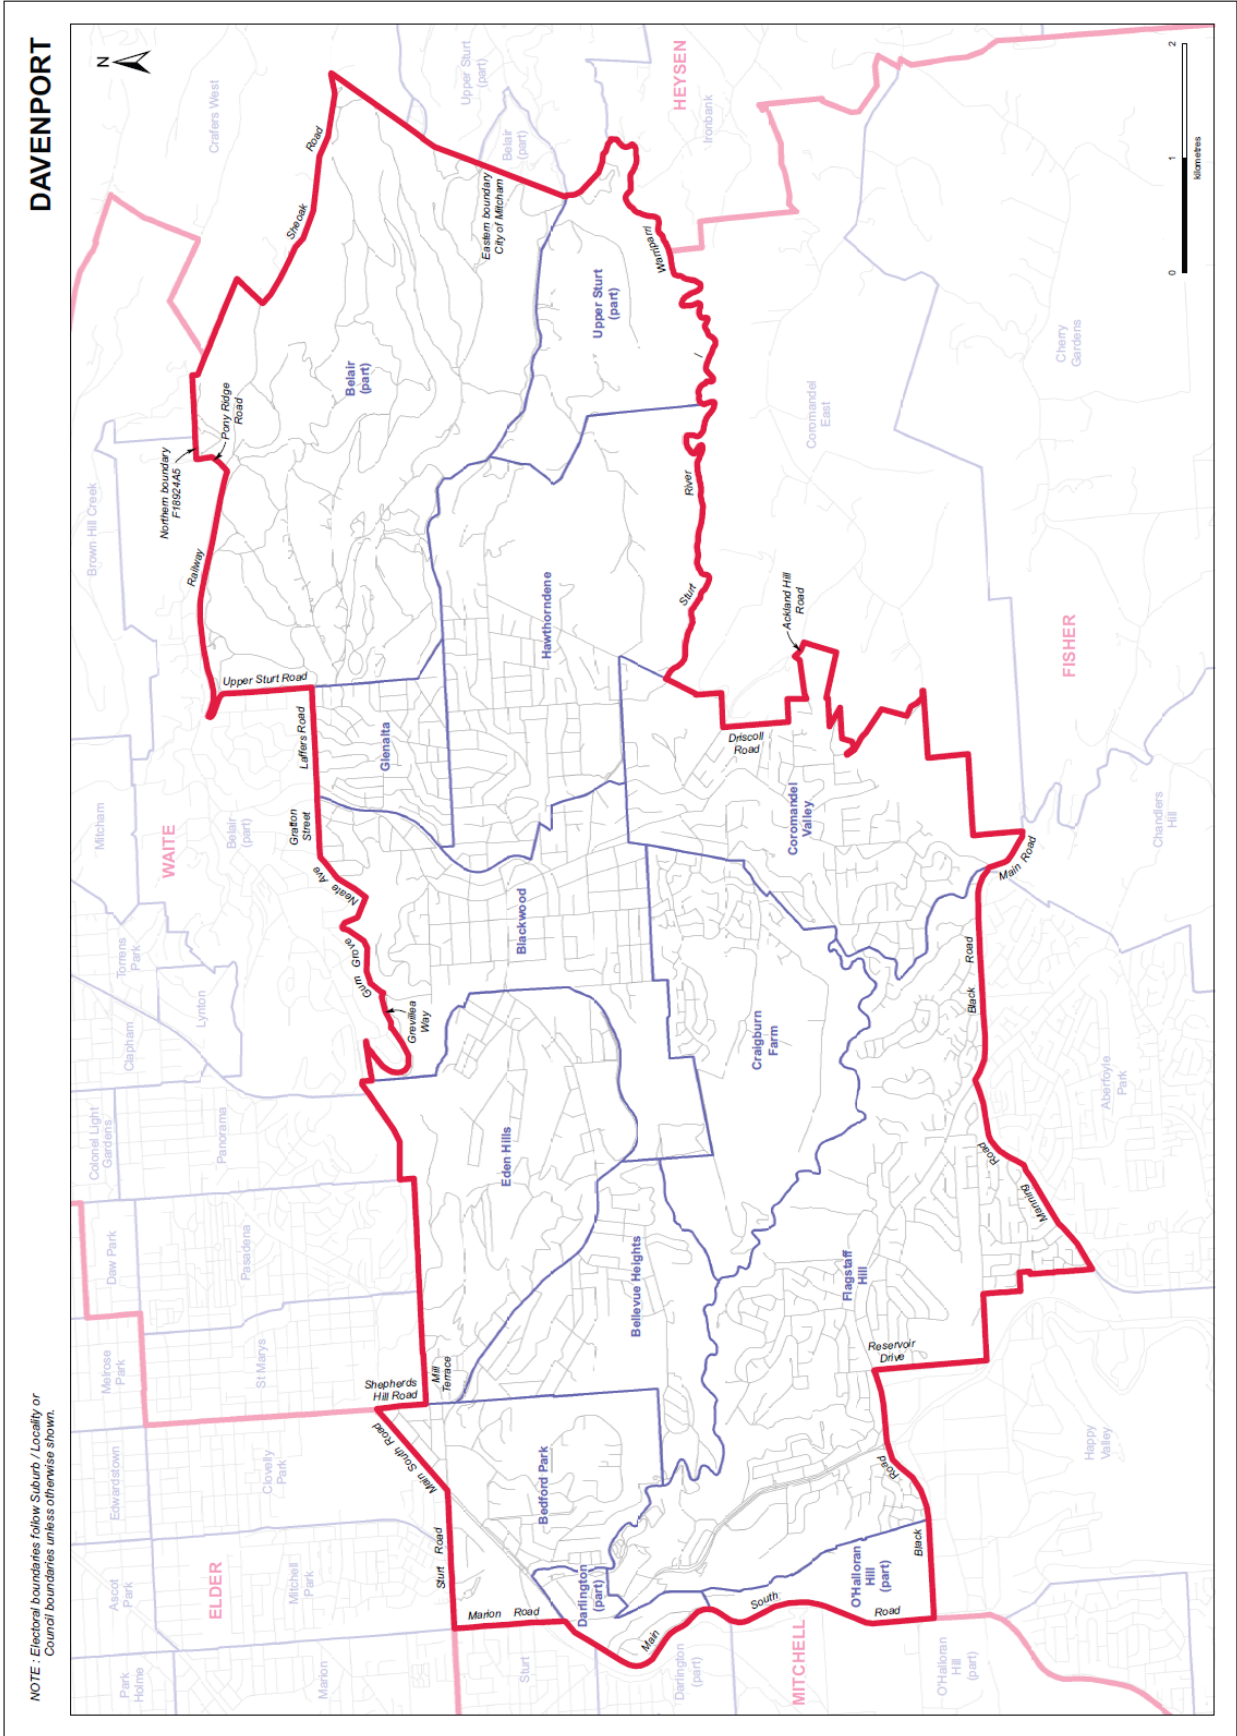 DAVENPORT
NOTE : Electoral boundaries follow Suburb / Locality or
Council boundaries unless otherwise shown.
N
Crafers West
Upper Sturt
(part)
Belair
(part)
HEYSEN
Ironbank
2
1
0
kilometres
Sheoak
Road
Eastern boundary
City of Mitcham
Upper Sturt
(part)
Belair
(part)
Pony Ridge
Road
Northern boundary
F18924A5
Brown Hill Creek
Railway
Wamparri
/
River
Sturt
Coromandel
East
Cherry
Gardens
Ackland Hill
Road
FISHER
Hawthorndene
Upper Sturt Road
Laffers Road
Glenalta
Gratton
Street
Driscoll
Road
Coromandel
Valley
Chandlers
Hill
Main Road
Mitcham
WAITE
Belair
(part)
Neate Ave
Blackwood
Torrens
Park
Lynton
Clapham
Gum Grove
Grevillea
Way
Black Road
Craigburn
Farm
Aberfoyle
Park
Colonel Light
Gardens
Panorama
Eden Hills
Manning Road
Daw Park
Pasadena
Bellevue Heights
Flagstaff
Hill
Reservoir
Drive
Melrose
Park
St Marys
Shepherds
Hill Road
Mill
Terrace
Main South Road
Edwardstown
Clovelly
Park
Bedford Park
Happy
Valley
Black Road
Ascot
Park
ELDER
Mitchell
Park
Sturt Road
Marion Road
Darlington
(part)
O'Halloran
Hill
(part)
Main South Road
Park
Holme
Marion
Sturt
Darlington
(part)
MITCHELL
O'Halloran
Hill
(part)